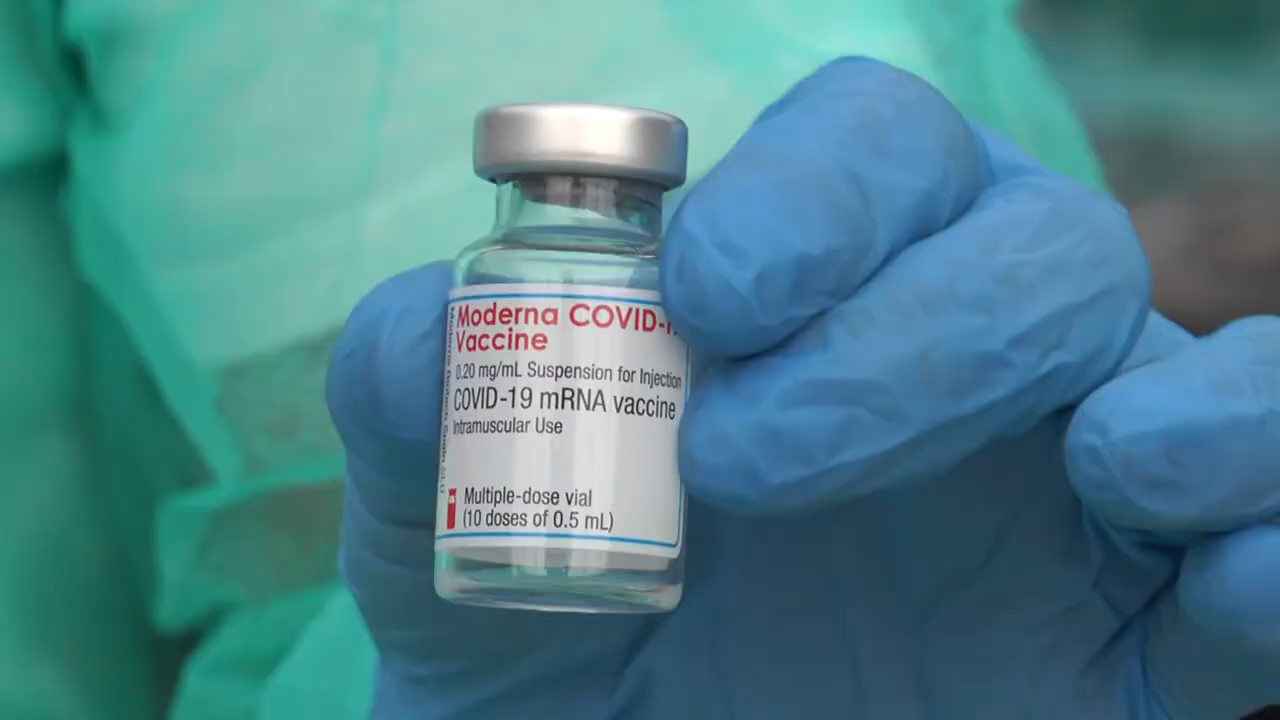 Moderna COVID-
Vaccine
0.20 mg/mL Suspension for Injection
COVID-19 mRNA vaccine
Intramuscular Use
Multiple-dose vial
(10 doses of 0.5 mL)